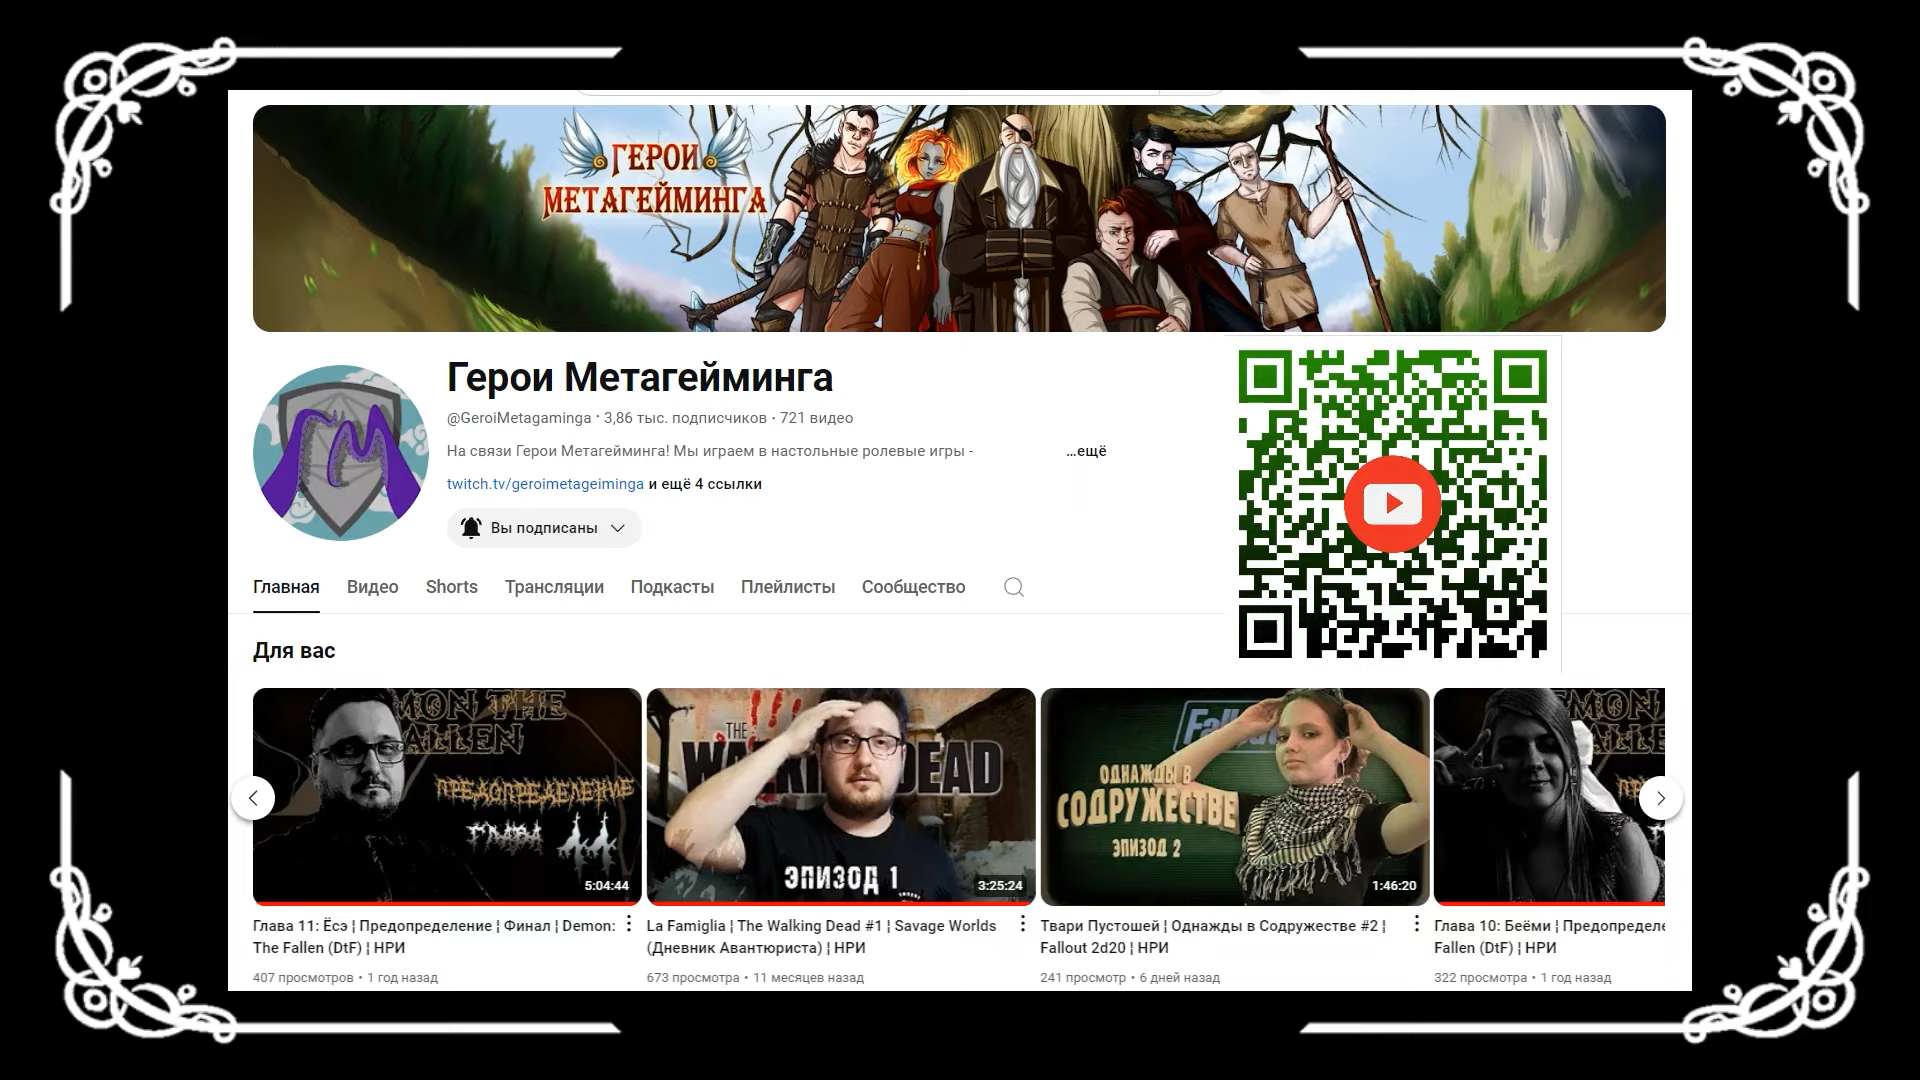 ГЕРОИ
МЕТАГЕЙМИНГА
Герои Метагейминга
@GeroiMetagaminga · 3,86 тыс. подписчиков · 721 видео
На связи Герои Метагейминга! Мы играем в настольные ролевые игры - ...ещё
twitch.tv/geroimetageiminga и ещё 4 ссылки
Вы подписаны
Главная Видео Shorts Трансляции Подкасты Плейлисты Сообщество
Для вас
ПРЕДОПРЕДЕЛЕНИЕ
ГЛАВА 11
5:04:44
THE
WALKING DEAD
ЭПИЗОД 1
3:25:24
ОДНАЖДЫ В
СОДРУЖЕСТВЕ
ЭПИЗОД 2
1:46:20
Глава 11: Ёсэ ¦ Предопределение ¦ Финал ¦ Demon:
The Fallen (DtF) ¦ НРИ
407 просмотров • 1 год назад
La Famiglia ¦ The Walking Dead #1 ¦ Savage Worlds
(Дневник Авантюриста) ¦ НРИ
673 просмотра • 11 месяцев назад
Твари Пустошей ¦ Однажды в Содружестве #2 ¦
Fallout 2d20 ¦ НРИ
241 просмотр • 6 дней назад
Глава 10: Беёми ¦ Предопределе
Fallen (DtF) ¦ НРИ
322 просмотра • 1 год назад